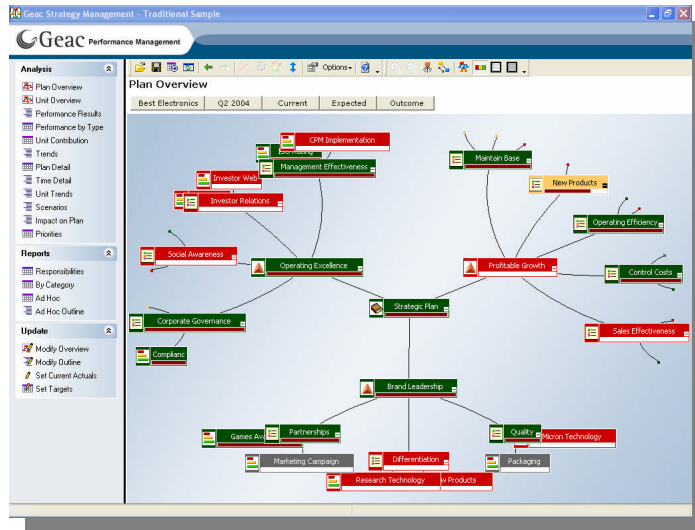 Geac Strategy Management - Traditional Sample
Geac Performance Management
Analysis
Plan Overview
Unit Overview
Performance Results
Performance by Type
Unit Contribution
Trends
Plan Detail
Time Detail
Unit Trends
Scenarios
Impact on Plan
Priorities
Reports
Responsibilities
By Category
Ad Hoc
Ad Hoc Outline
Update
Modify Overview
Modify Outline
Set Current Actuals
Set Targets
Options
Plan Overview
Best Electronics Q2 2004 Current Expected Outcome
CPM Implementation
Management Effectiveness
Investor Web
Investor Relations
Social Awareness
Operating Excellence
Corporate Governance
Complianc
Maintain Base
New Products
Operating Efficiency
Profitable Growth
Control Costs
Sales Effectiveness
Strategic Plan
Brand Leadership
Games Aw
Partnerships
Marketing Campaign
Differentiation
Research Technology
w Products
Quality
Micron Technology
Packaging